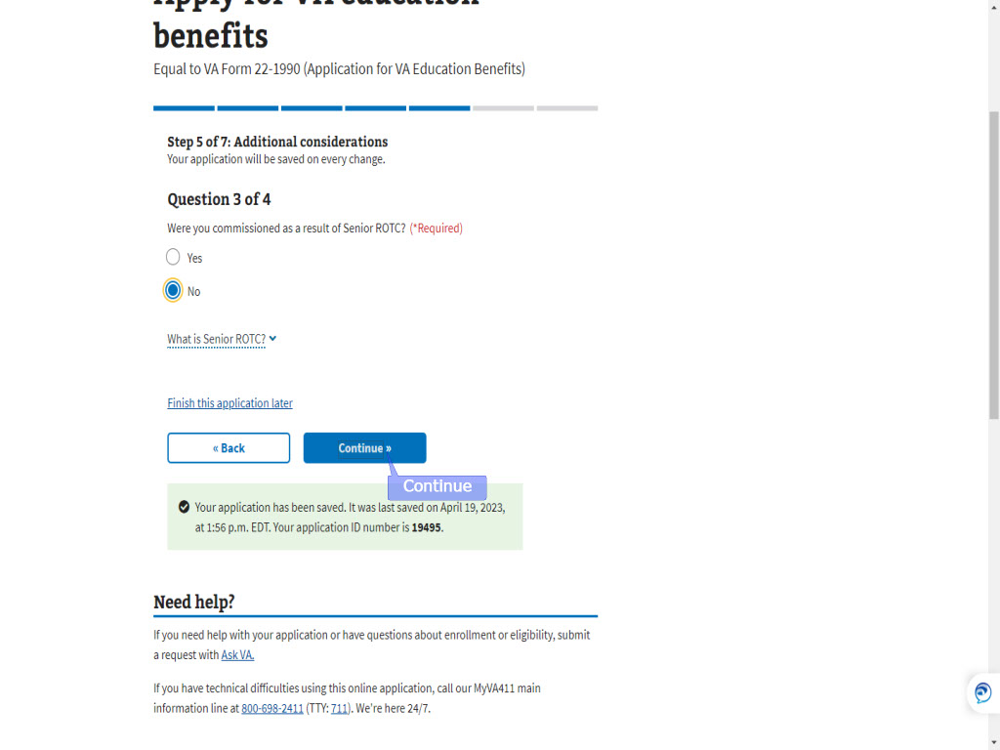 Apply for VA education
benefits
Equal to VA Form 22-1990 (Application for VA Education Benefits)
Step 5 of 7: Additional considerations
Your application will be saved on every change.
Question 3 of 4
Were you commissioned as a result of Senior ROTC? (*Required)
Yes
No
What is Senior ROTC?
Finish this application later
« Back
Continue »
Continue
Your application has been saved. It was last saved on April 19, 2023,
at 1:56 p.m. EDT. Your application ID number is 19495.
Need help?
If you need help with your application or have questions about enrollment or eligibility, submit
a request with Ask VA.
If you have technical difficulties using this online application, call our MyVA411 main
information line at 800-698-2411 (TTY: 711). We're here 24/7.